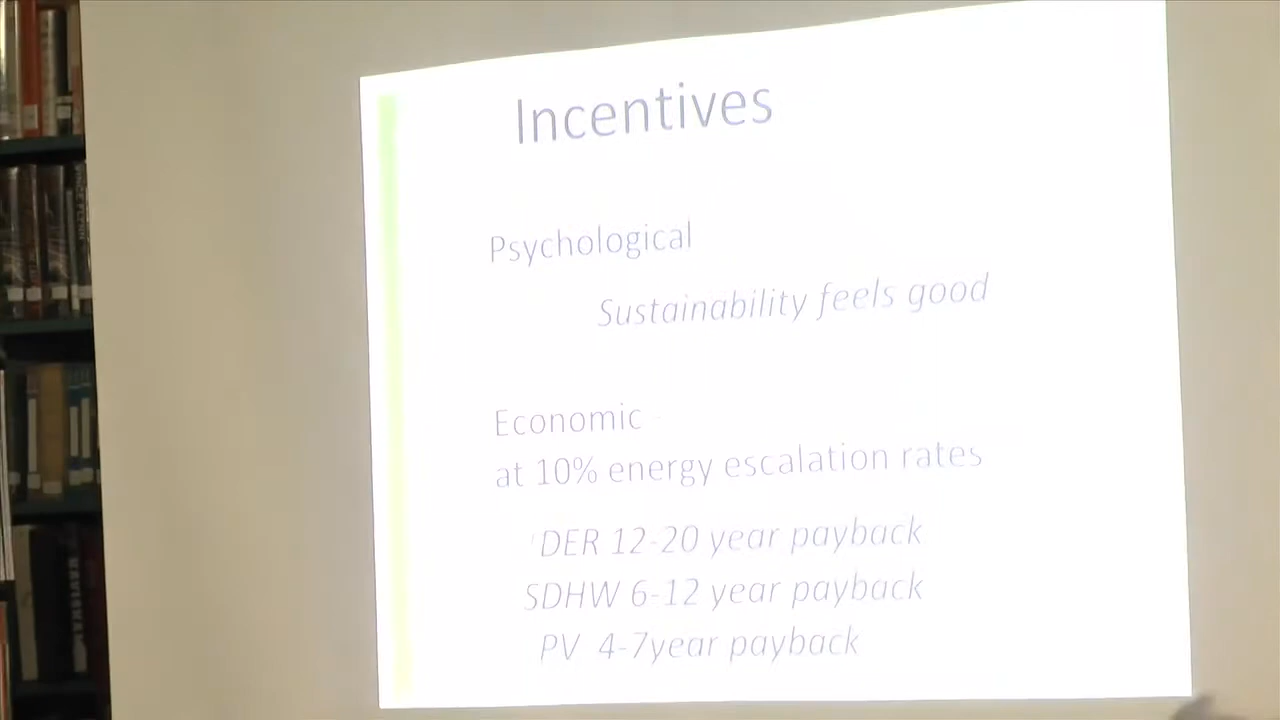 Incentives
Psychological
Sustainability feels good
Economic
at 10% energy escalation rates
DER 12-20 year payback
SDHW 6-12 year payback
PV 4-7year payback